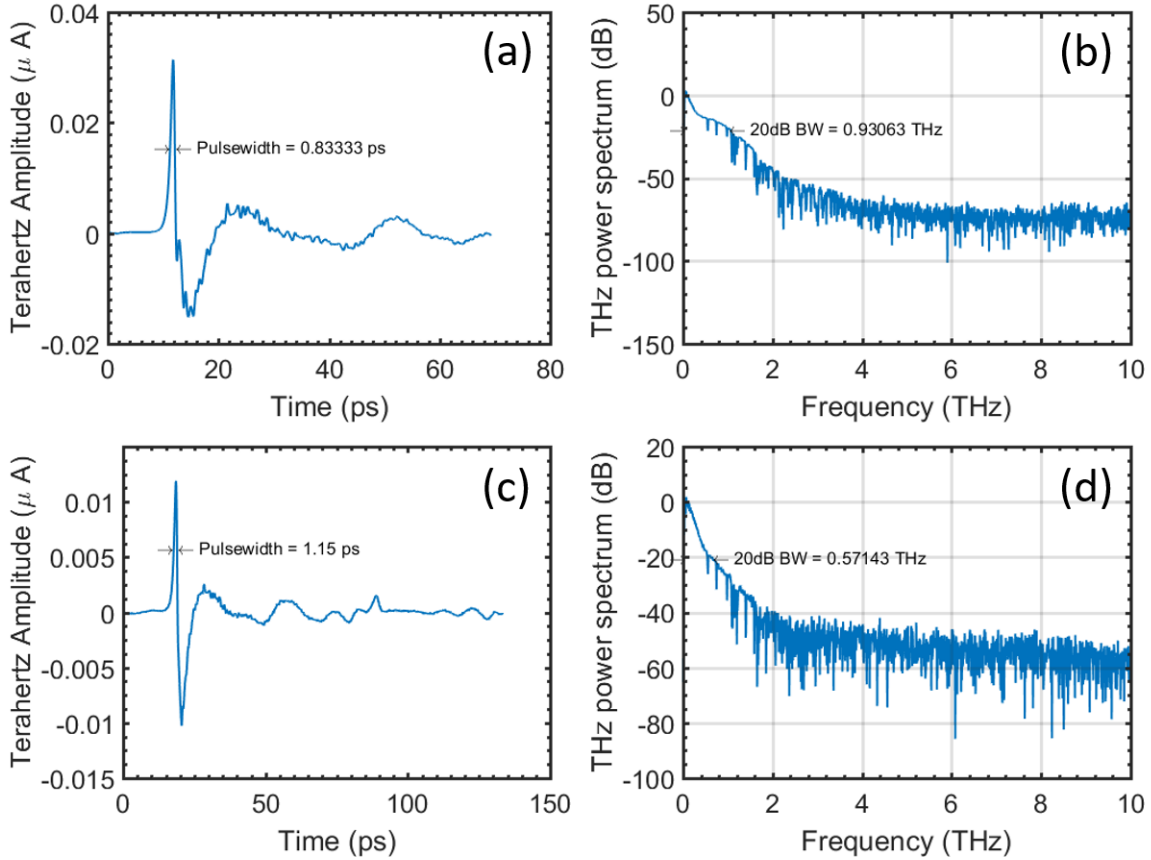 (a)
Terahertz Amplitude (μ A)
0.04
0.02
0
-0.02
Pulsewidth = 0.83333 ps
0 20 40 60 80
Time (ps)
(b)
THz power spectrum (dB)
50
0
-50
-100
-150
20dB BW = 0.93063 THz
0 2 4 6 8 10
Frequency (THz)
(c)
Terahertz Amplitude (μ A)
0.01
0.005
0
-0.005
-0.01
-0.015
Pulsewidth = 1.15 ps
0 50 100 150
Time (ps)
(d)
THz power spectrum (dB)
20
0
-20
-40
-60
-80
-100
20dB BW = 0.57143 THz
0 2 4 6 8 10
Frequency (THz)